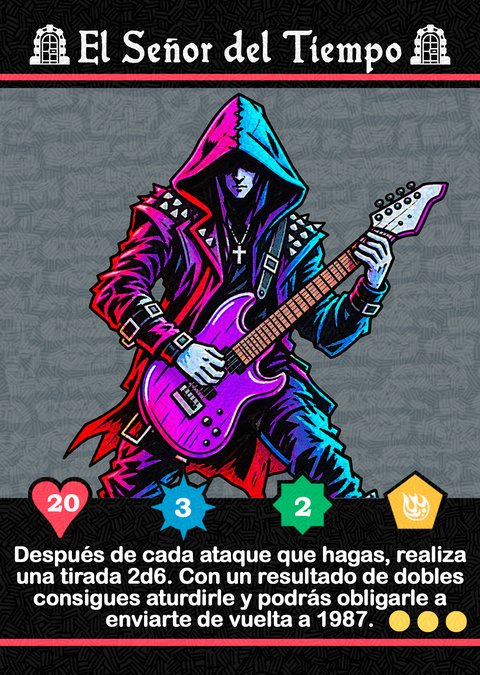 El Señor del Tiempo
20
3
2
Después de cada ataque que hagas, realiza
una tirada 2d6. Con un resultado de dobles
consigues aturdirle y podrás obligarle a
enviarte de vuelta a 1987.